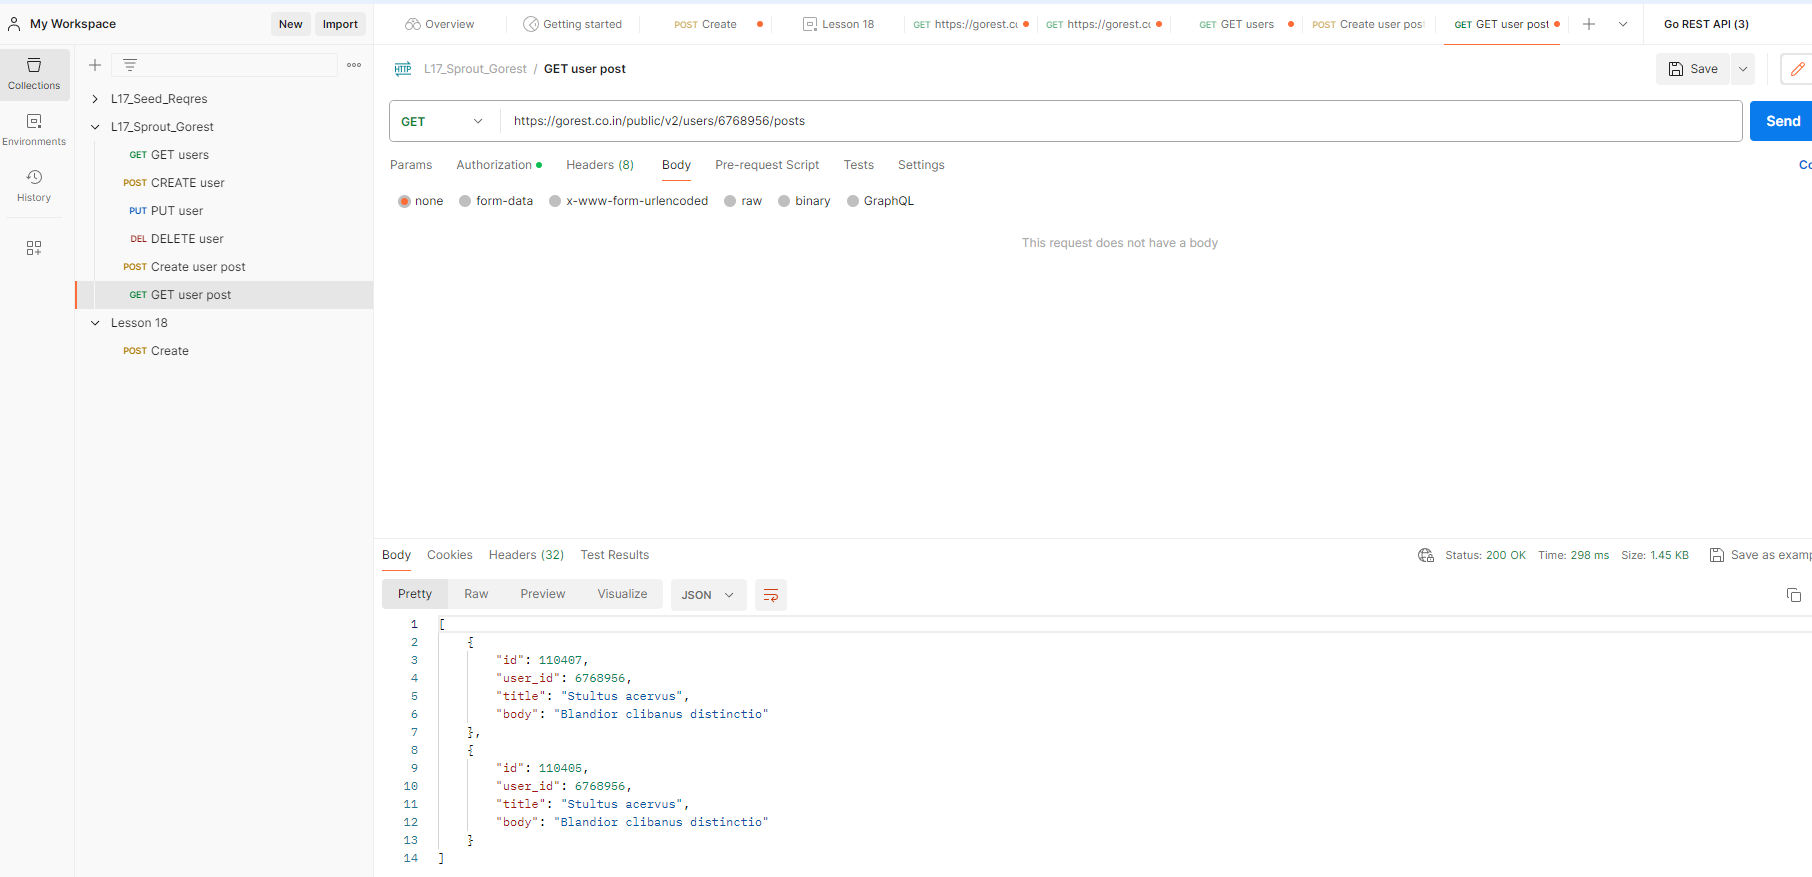 My Workspace New Import
Overview Getting started POST Create Lesson 18 GET https://gorest.co GET https://gorest.co GET GET users POST Create user pos GET GET user post Go REST API (3)
Collections
Environments
History
L17_Seed_Reqres
L17_Sprout_Gorest
GET GET users
POST CREATE user
PUT PUT user
DEL DELETE user
POST Create user post
GET GET user post
Lesson 18
POST Create
L17_Sprout_Gorest / GET user post Save
GET https://gorest.co.in/public/v2/users/6768956/posts Send
Params Authorization Headers (8) Body Pre-request Script Tests Settings Co
none form-data x-www-form-urlencoded raw binary GraphQL
This request does not have a body
Body Cookies Headers (32) Test Results Status: 200 OK Time: 298 ms Size: 1.45 KB Save as examp
Pretty Raw Preview Visualize JSON
1 [
2 {
3 "id": 110407,
4 "user_id": 6768956,
5 "title": "Stultus acervus",
6 "body": "Blandior clibanus distinctio"
7 },
8 {
9 "id": 110405,
10 "user_id": 6768956,
11 "title": "Stultus acervus",
12 "body": "Blandior clibanus distinctio"
13 }
14 ]